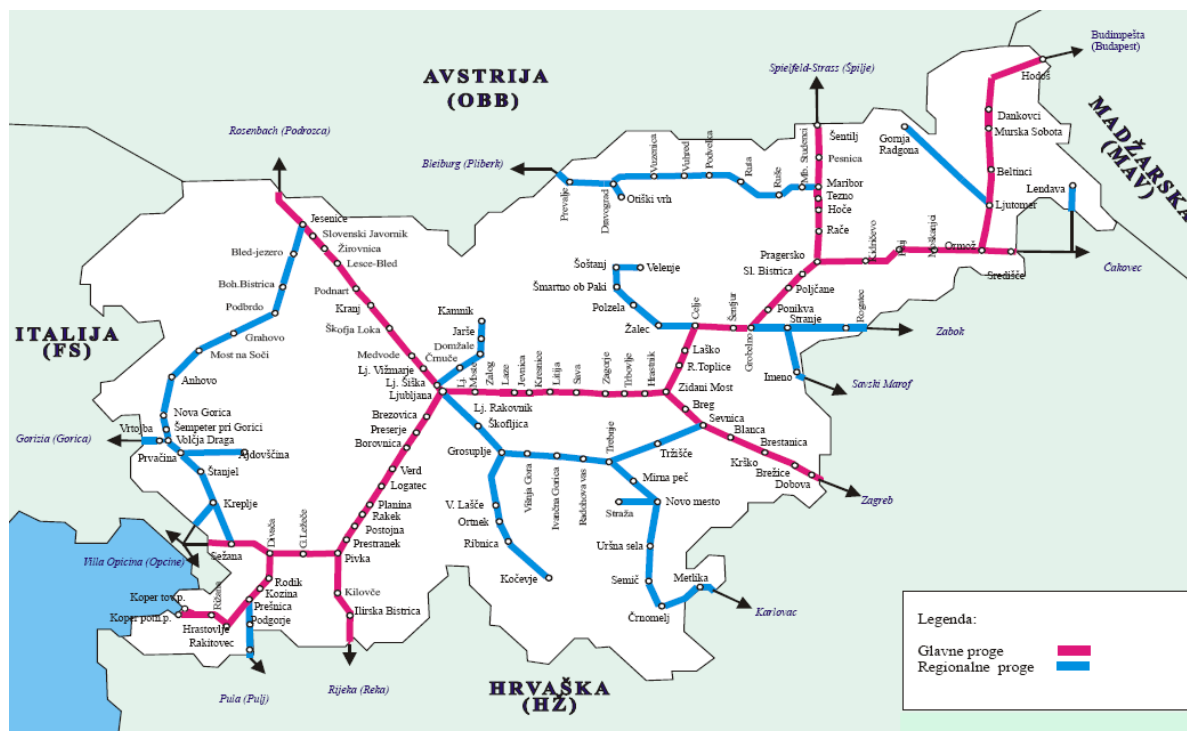 AVSTRIJA
(OBB)
Spielfeld-Strass (Špilje)
Budimpešta
(Budapest)
Hodoš
MADŽARSKA
(MAV)
Rosenbach (Podrozca)
Bleiburg (Pliberk)
Prevalje
Dravograd
Otiški vrh
Vuzenica
Vuhred
Podvelka
Ruta
Ruše
Mb. Studenci
Šentilj
Pesnica
Maribor
Tezno
Hoče
Rače
Pragersko
Gornja
Radgona
Dankovci
Murska Sobota
Beltinci
Lendava
Ljutomer
Ormož
Središče
Čakovec
Kidričevo
Moškanjci
Sl. Bistrica
Poljčane
Ponikva
Stranje
Rogatec
Zabok
Grobelno
Imeno
Savski Marof
Šentjur
Celje
Šoštanj
Velenje
Šmartno ob Paki
Polzela
Žalec
Laško
R.Toplice
Zidani Most
Jesenice
Slovenski Javornik
Žirovnica
Lesce-Bled
Podnart
Kranj
Škofja Loka
Medvode
Lj. Vižmarje
Lj. Šiška
Ljubljana
Bled-jezero
Boh.Bistrica
Podbrdo
Grahovo
Most na Soči
Anhovo
Nova Gorica
Šempeter pri Gorici
Vrtojba
Volčja Draga
Gorizia (Gorica)
Prvačina
Ajdovščina
Štanjel
Kreplje
ITALIJA
(FS)
Kamnik
Jarše
Domžale
Črnuče
Lj.
Moste
Zalog
Laze
Jevnica
Kresnice
Litija
Sava
Zagorje
Trbovlje
Hrastnik
Lj. Rakovnik
Škofljica
Grosuplje
Višnja Gora
Ivančna Gorica
Radohova vas
Trebnje
Tržišče
Mirna peč
Novo mesto
Straža
Uršna sela
Semič
Črnomelj
Metlika
Karlovac
V. Lašče
Ortnek
Ribnica
Kočevje
Breg
Sevnica
Blanca
Brestanica
Krško
Brežice
Dobova
Zagreb
Brezovica
Preserje
Borovnica
Verd
Logatec
Planina
Rakek
Postojna
Prestranek
Pivka
Kilovče
Ilirska Bistrica
Rijeka (Reka)
G.Ležeče
Divača
Sežana
Villa Opicina (Opcine)
Rodik
Kozina
Prešnica
Podgorje
Rakitovec
Hrastovlje
Rižana
Koper tov.p.
Koper potn.p.
Pula (Pulj)
HRVAŠKA
(HŽ)
Legenda:
Glavne proge
Regionalne proge